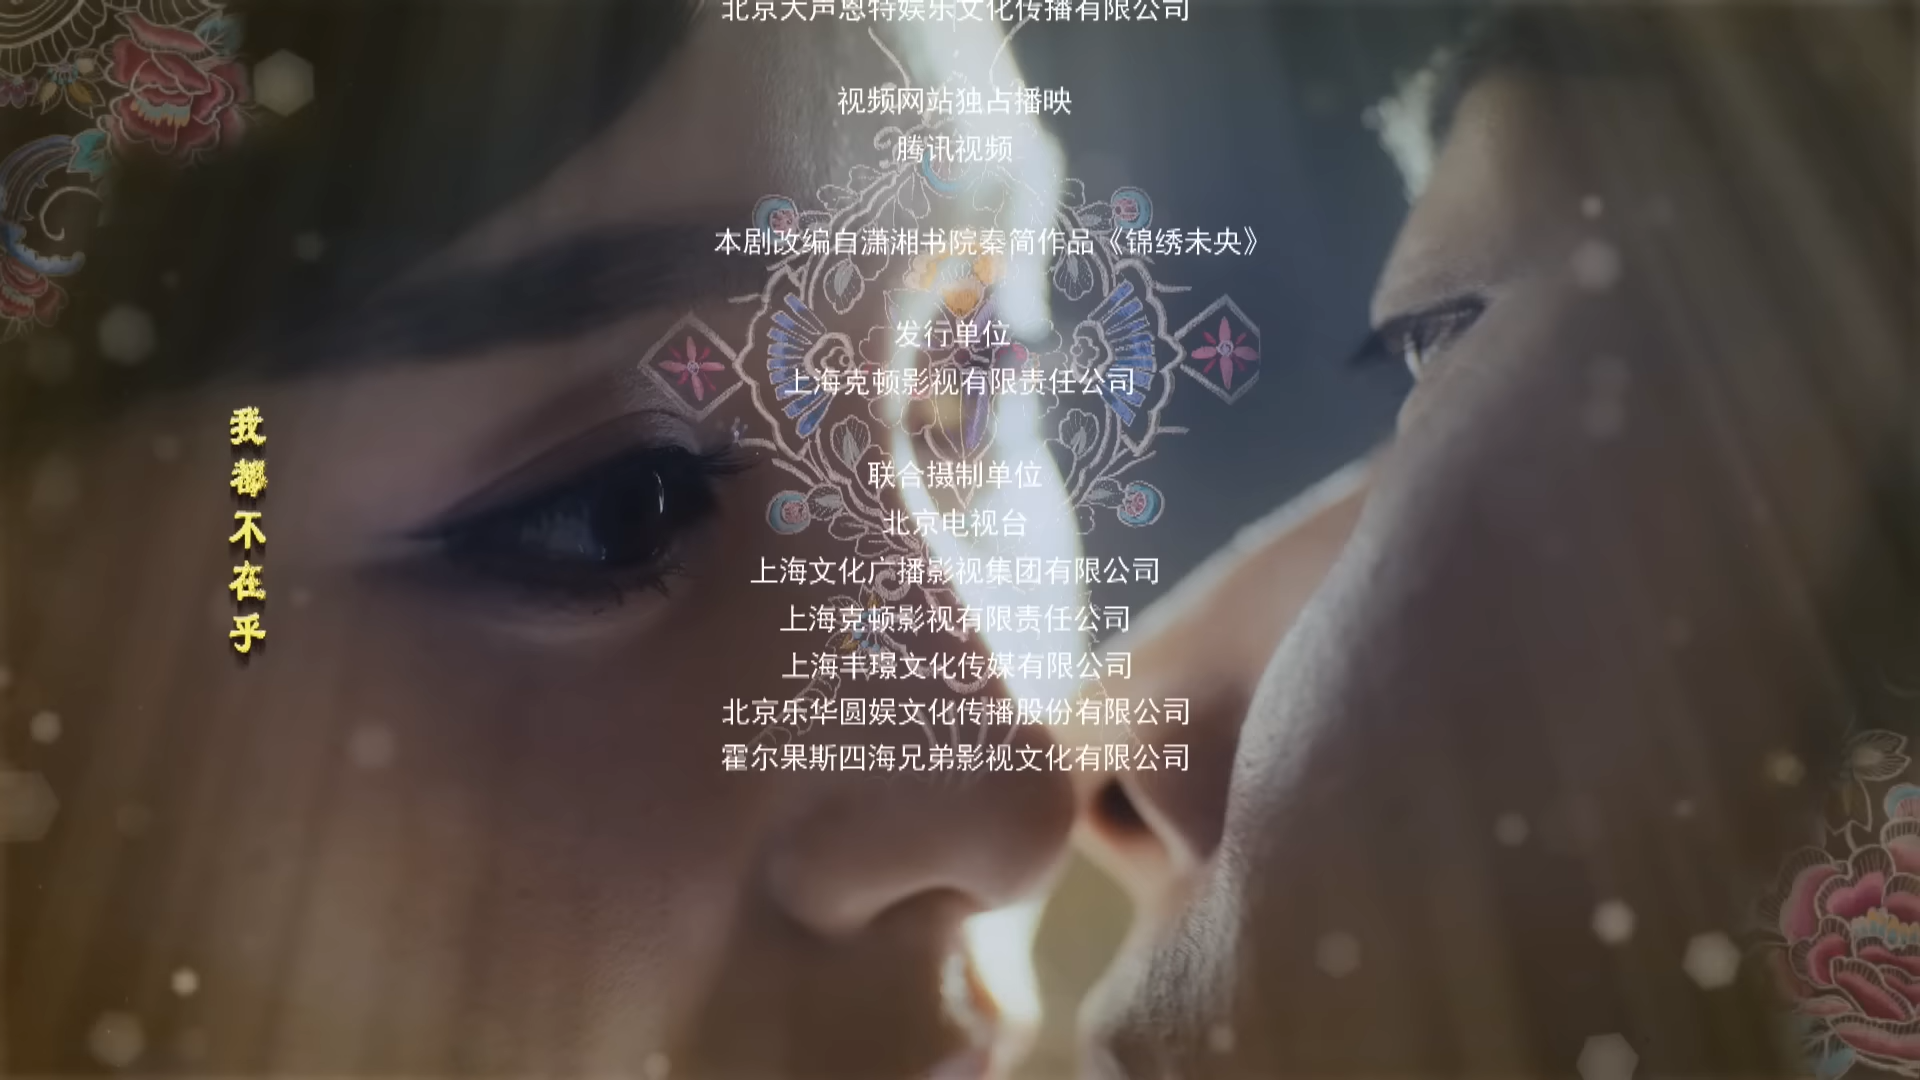 北京大声恩特娱乐文化传播有限公司
视频网站独占播映
腾讯视频
本剧改编自潇湘书院秦简作品《锦绣未央》
发行单位
上海克顿影视有限责任公司
联合摄制单位
北京电视台
上海文化广播影视集团有限公司
上海克顿影视有限责任公司
上海丰璟文化传媒有限公司
北京乐华圆娱文化传播股份有限公司
霍尔果斯四海兄弟影视文化有限公司
我都不在乎